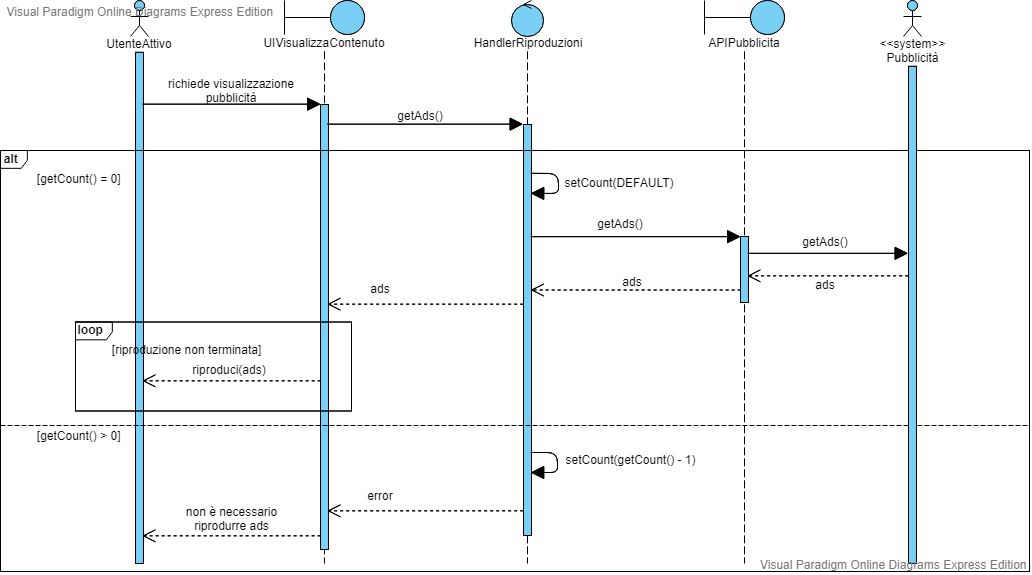 Visual Paradigm Online Diagrams Express Edition
UtenteAttivo
UIVisualizzaContenuto
HandlerRiproduzioni
APIPubblicita
<<system>>
Pubblicità
richiede visualizzazione
pubblicità
getAds()
alt
[getCount() = 0]
setCount(DEFAULT)
getAds()
getAds()
ads
ads
ads
loop
[riproduzione non terminata]
riproduci(ads)
[getCount() > 0]
setCount(getCount() - 1)
error
non è necessario
riprodurre ads
Visual Paradigm Online Diagrams Express Edition